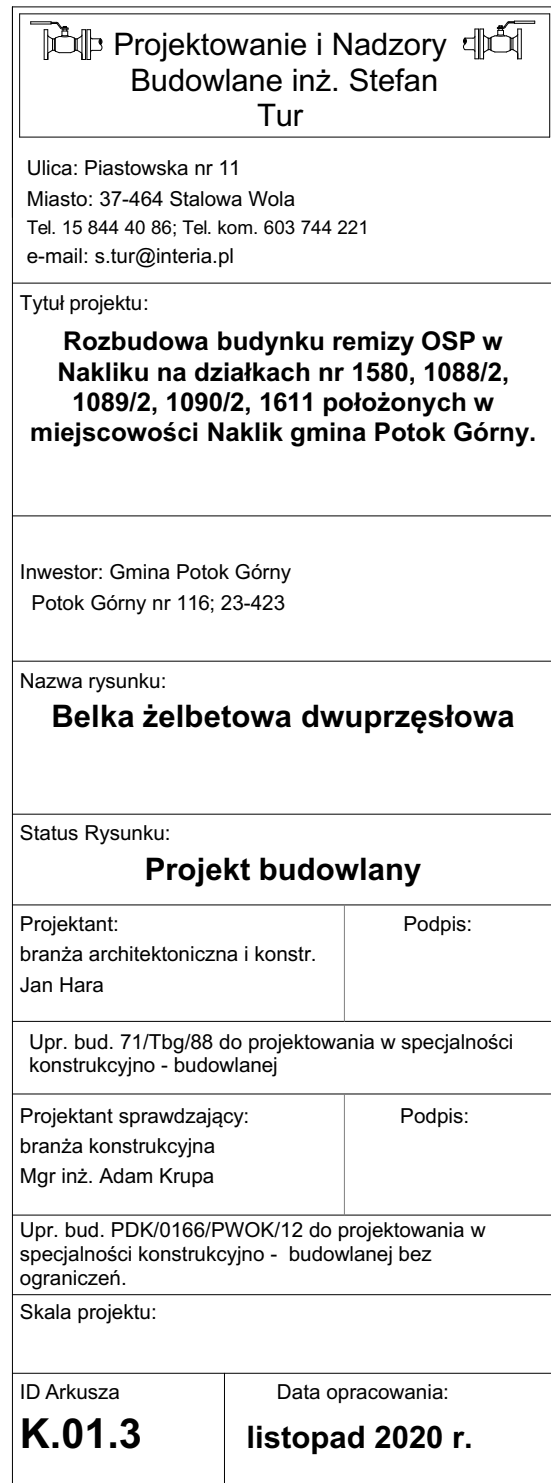 Projektowanie i Nadzory
Budowlane inż. Stefan
Tur
Ulica: Piastowska nr 11
Miasto: 37-464 Stalowa Wola
Tel. 15 844 40 86; Tel. kom. 603 744 221
e-mail: s.tur@interia.pl
Tytuł projektu:
Rozbudowa budynku remizy OSP w
Nakliku na działkach nr 1580, 1088/2,
1089/2, 1090/2, 1611 położonych w
miejscowości Naklik gmina Potok Górny.
Inwestor: Gmina Potok Górny
Potok Górny nr 116; 23-423
Nazwa rysunku:
Belka żelbetowa dwuprzęsłowa
Status Rysunku:
Projekt budowlany
Projektant:
branża architektoniczna i konstr.
Jan Hara
Podpis:
Upr. bud. 71/Tbg/88 do projektowania w specjalności
konstrukcyjno - budowlanej
Projektant sprawdzający:
branża konstrukcyjna
Mgr inż. Adam Krupa
Podpis:
Upr. bud. PDK/0166/PWOK/12 do projektowania w
specjalności konstrukcyjno - budowlanej bez
ograniczeń.
Skala projektu:
ID Arkusza
K.01.3
Data opracowania:
listopad 2020 r.